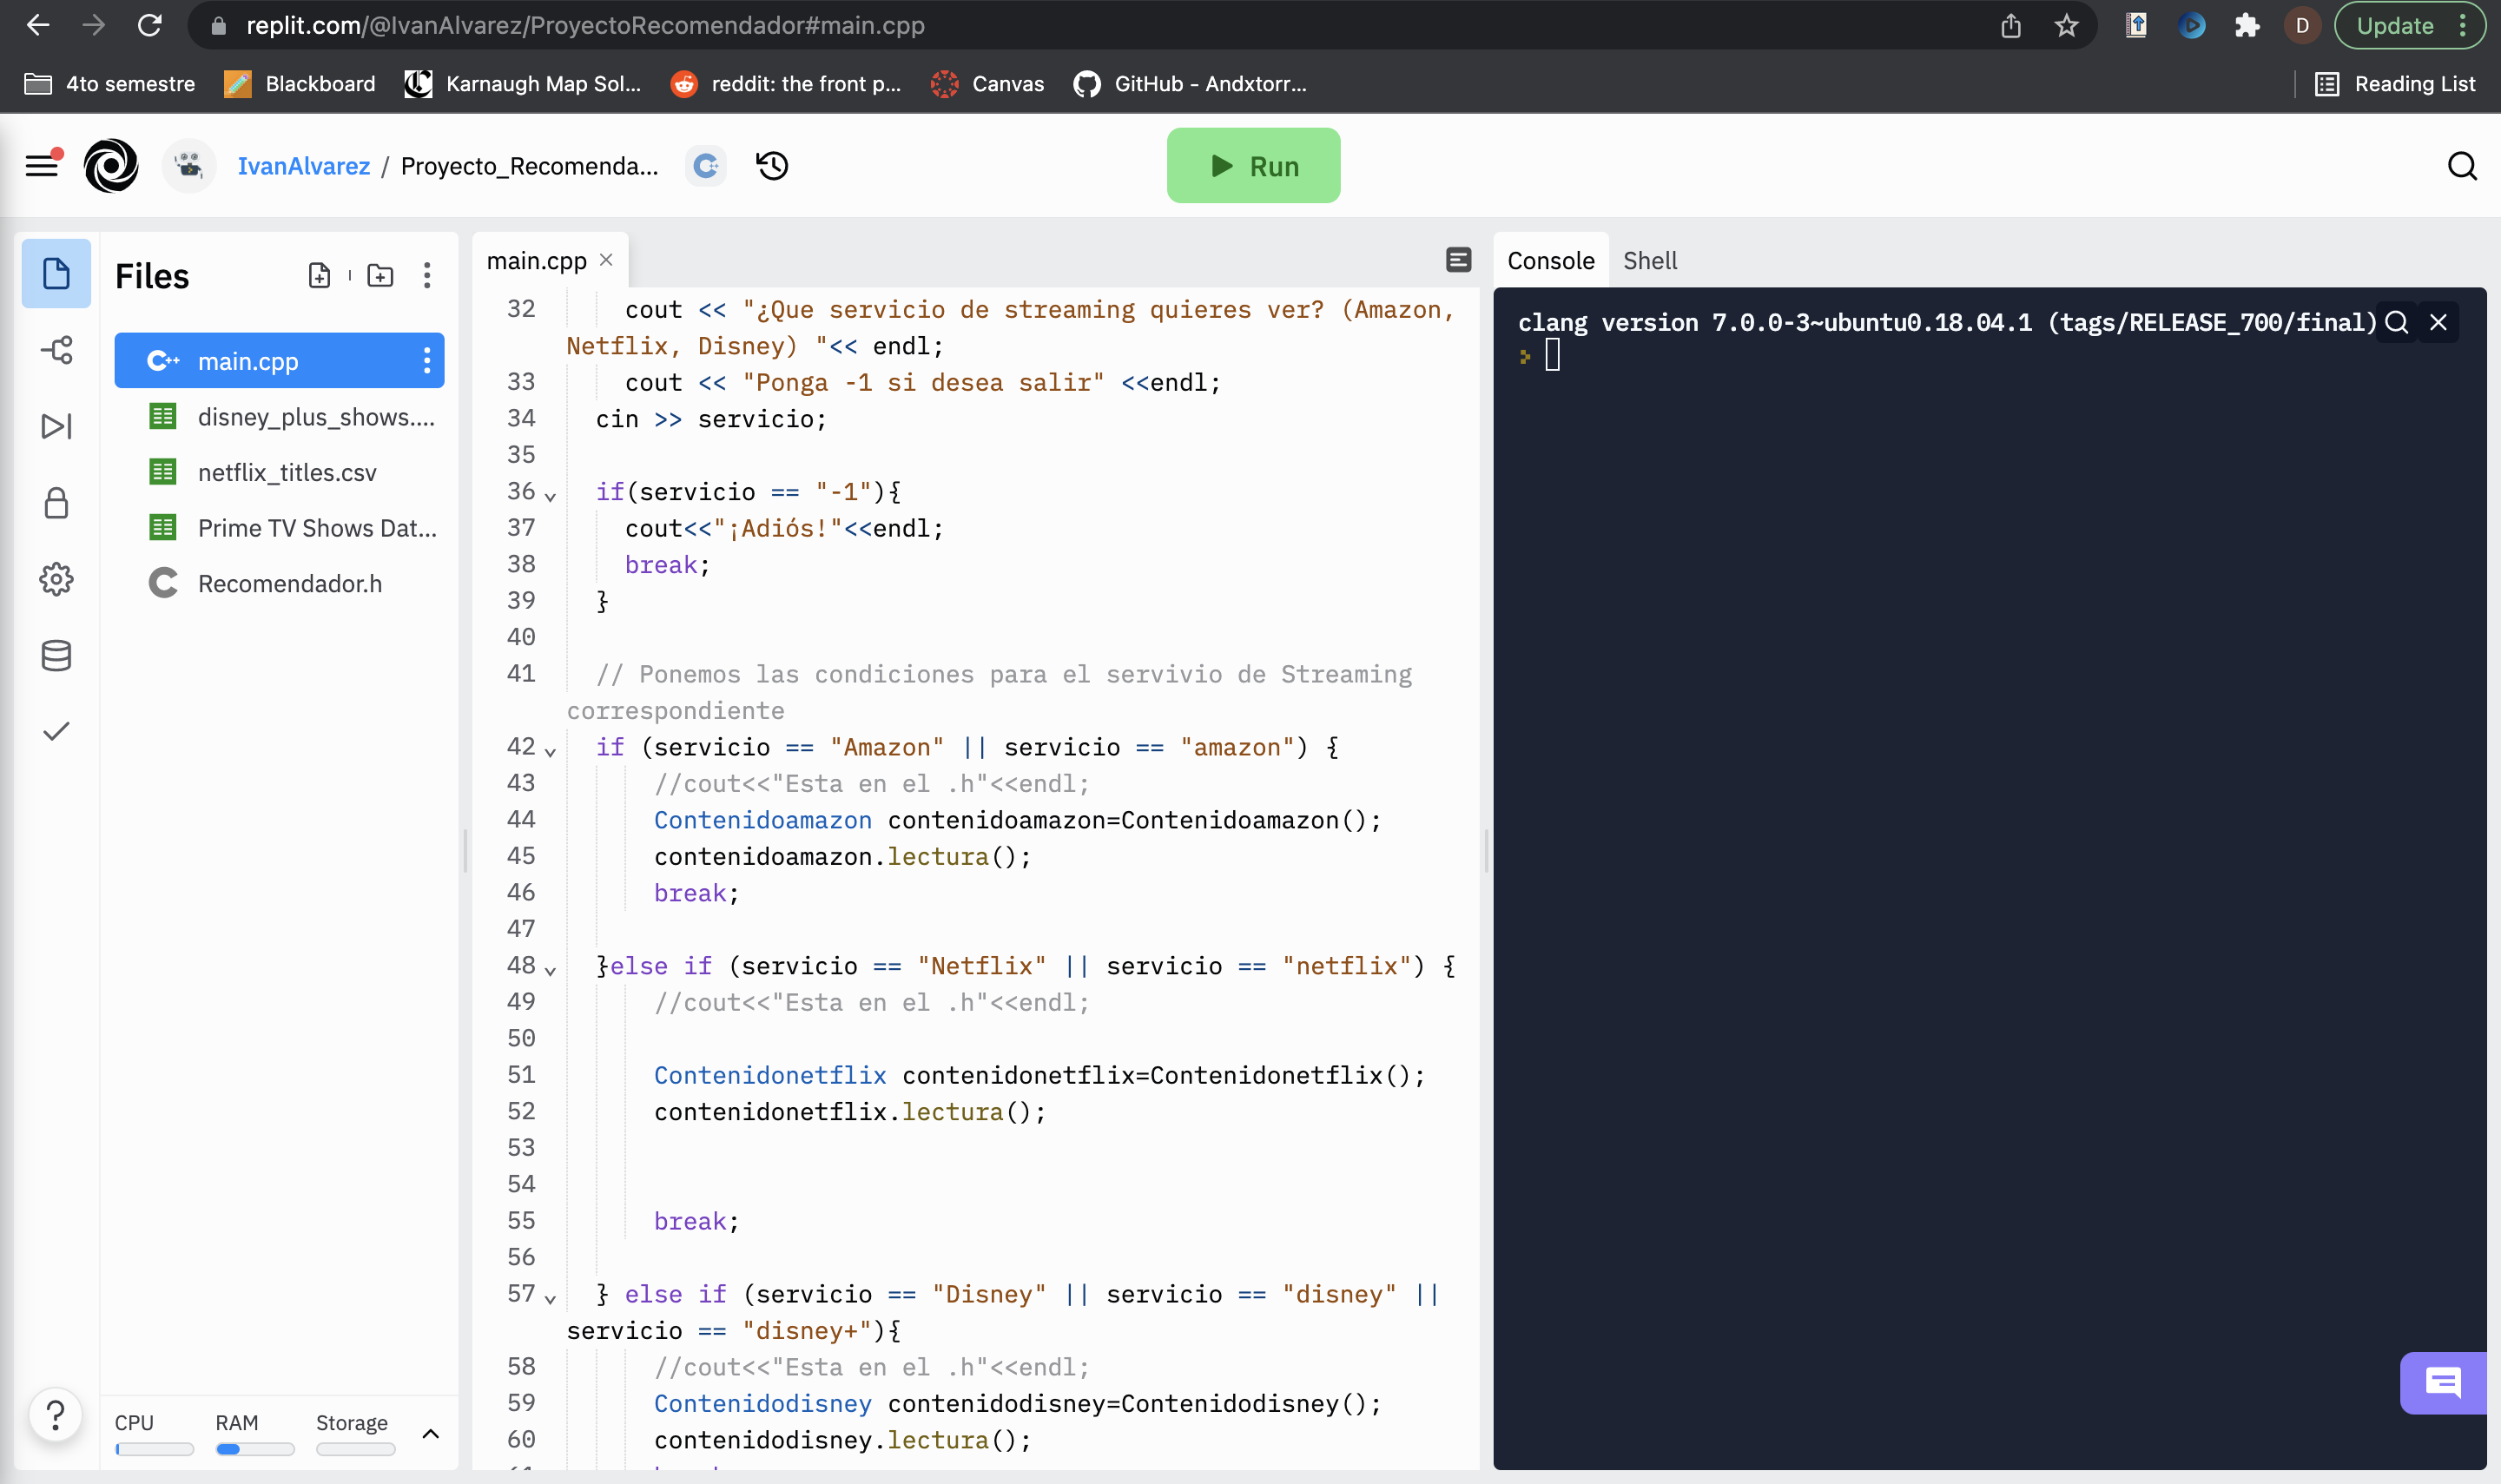 replit.com/@IvanAlvarez/ProyectoRecomendador#main.cpp
D
Update
4to semestre
Blackboard
Karnaugh Map Sol...
reddit: the front p...
Canvas
GitHub - Andxtorr...
Reading List
IvanAlvarez / Proyecto_Recomenda...
Run
Files
main.cpp
disney_plus_shows....
netflix_titles.csv
Prime TV Shows Dat...
Recomendador.h
CPU
RAM
Storage
?
main.cpp
32 cout << "¿Que servicio de streaming quieres ver? (Amazon,
Netflix, Disney) "<< endl;
33 cout << "Ponga -1 si desea salir" <<endl;
34 cin >> servicio;
35
36 if(servicio == "-1"){
37 cout<<"¡Adiós!"<<endl;
38 break;
39 }
40
41 // Ponemos las condiciones para el servivio de Streaming
correspondiente
42 if (servicio == "Amazon" || servicio == "amazon") {
43 //cout<<"Esta en el .h"<<endl;
44 Contenidoamazon contenidoamazon=Contenidoamazon();
45 contenidoamazon.lectura();
46 break;
47
48 }else if (servicio == "Netflix" || servicio == "netflix") {
49 //cout<<"Esta en el .h"<<endl;
50
51 Contenidonetflix contenidonetflix=Contenidonetflix();
52 contenidonetflix.lectura();
53
54
55 break;
56
57 } else if (servicio == "Disney" || servicio == "disney" ||
servicio == "disney+"){
58 //cout<<"Esta en el .h"<<endl;
59 Contenidodisney contenidodisney=Contenidodisney();
60 contenidodisney.lectura();
Console
Shell
clang version 7.0.0-3~ubuntu0.18.04.1 (tags/RELEASE_700/final)